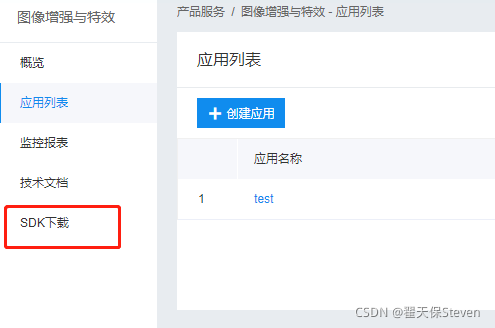 图像增强与特效
概览
应用列表
监控报表
技术文档
SDK下载
产品服务 / 图像增强与特效 - 应用列表
应用列表
+ 创建应用
应用名称
1 test
CSDN @翟天保Steven